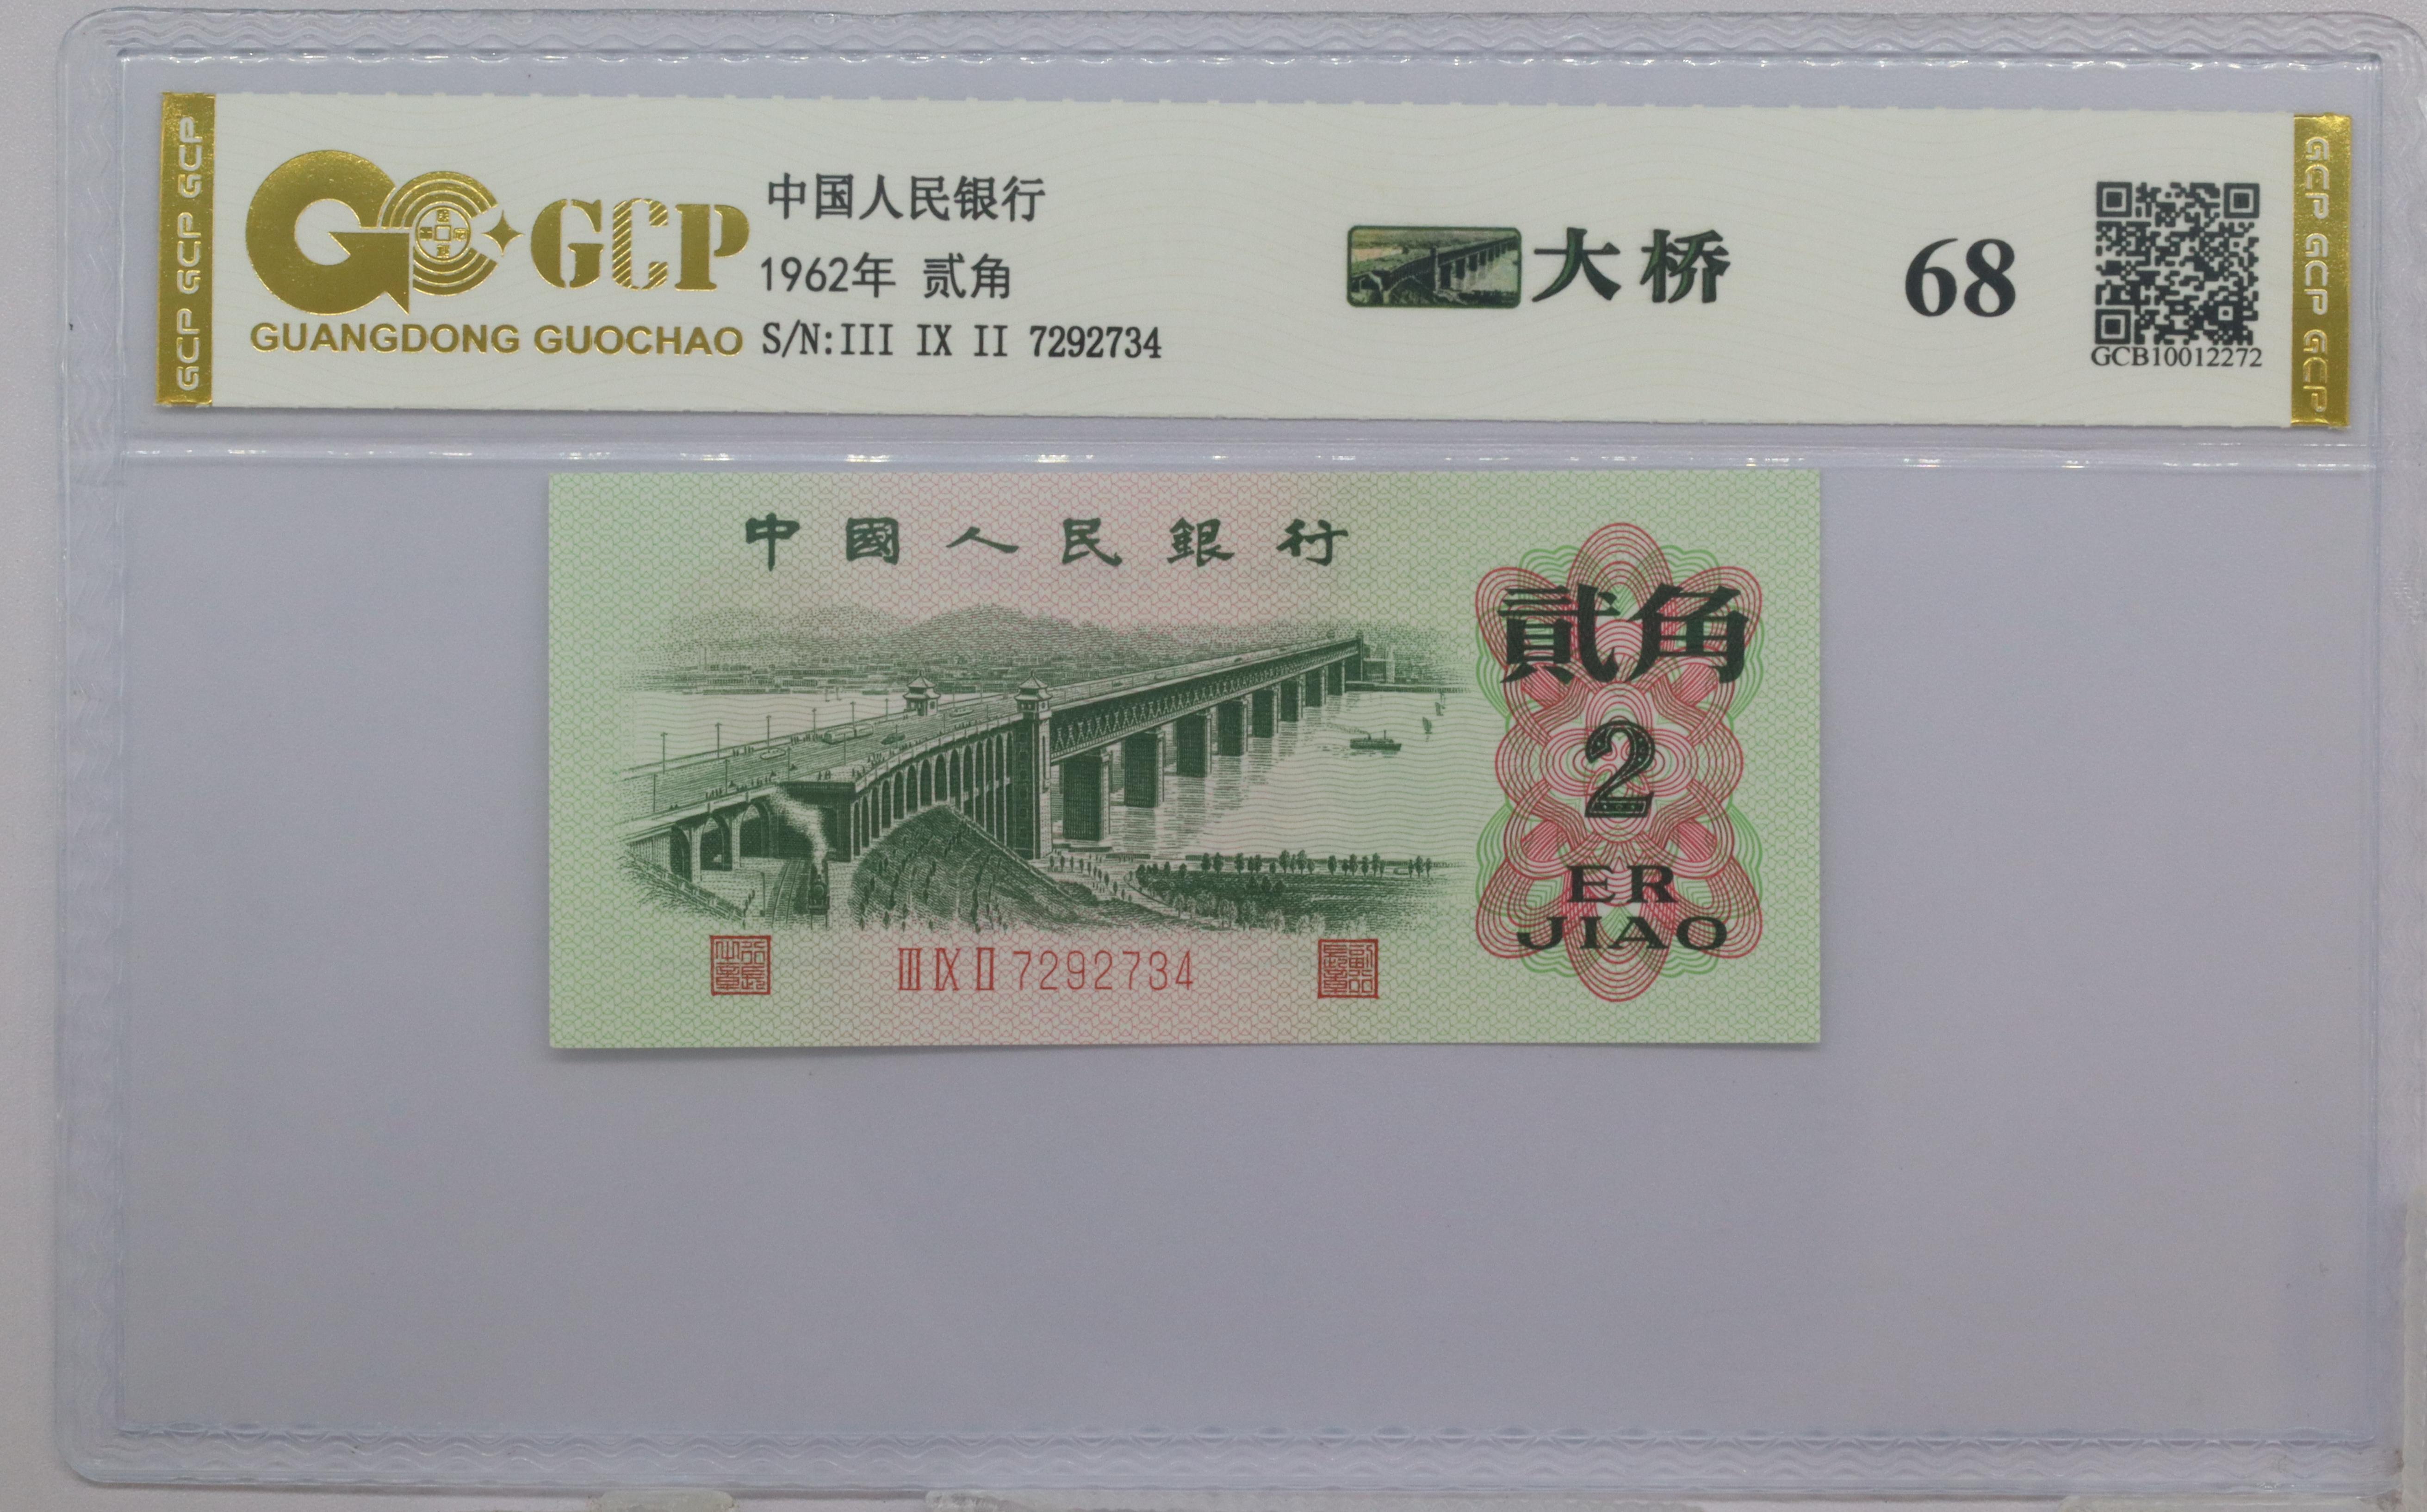 GCP GCP GCP GCP
GCP
GUANGDONG GUOCHAO
中国人民银行
1962年 贰角
S/N:III IX II 7292734
大桥
68
GCB10012272
GCP GCP GCP GCP
中國人民銀行
貳角
2
ER
JIAO
III IX II 7292734